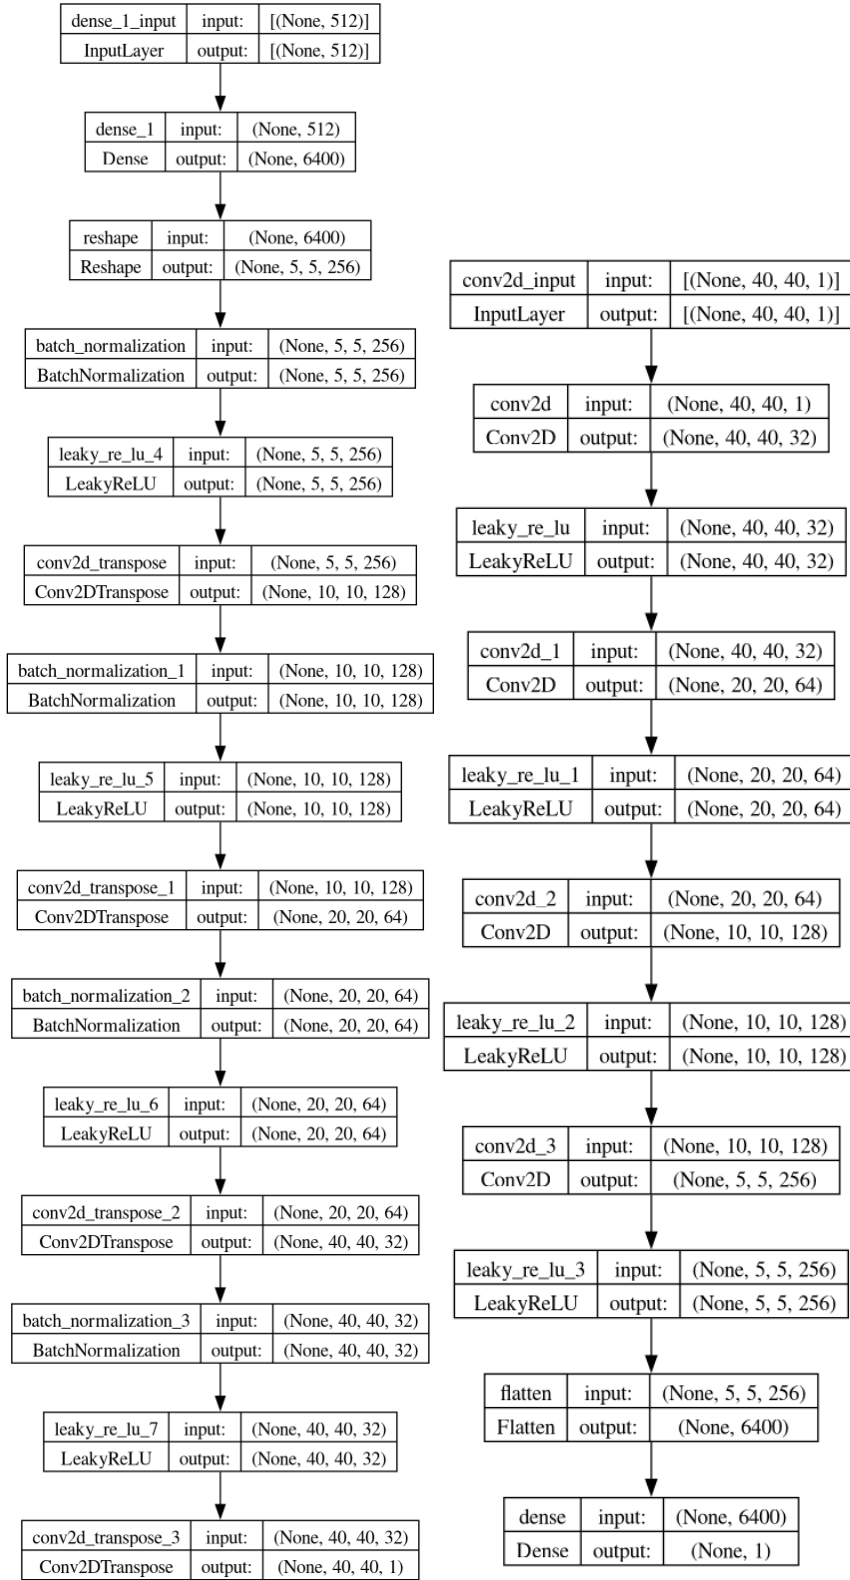 dense_1_input input: [(None, 512)]
InputLayer output: [(None, 512)]
dense_1 input: (None, 512)
Dense output: (None, 6400)
reshape input: (None, 6400)
Reshape output: (None, 5, 5, 256)
batch_normalization input: (None, 5, 5, 256)
BatchNormalization output: (None, 5, 5, 256)
leaky_re_lu_4 input: (None, 5, 5, 256)
LeakyReLU output: (None, 5, 5, 256)
conv2d_transpose input: (None, 5, 5, 256)
Conv2DTranspose output: (None, 10, 10, 128)
batch_normalization_1 input: (None, 10, 10, 128)
BatchNormalization output: (None, 10, 10, 128)
leaky_re_lu_5 input: (None, 10, 10, 128)
LeakyReLU output: (None, 10, 10, 128)
conv2d_transpose_1 input: (None, 10, 10, 128)
Conv2DTranspose output: (None, 20, 20, 64)
batch_normalization_2 input: (None, 20, 20, 64)
BatchNormalization output: (None, 20, 20, 64)
leaky_re_lu_6 input: (None, 20, 20, 64)
LeakyReLU output: (None, 20, 20, 64)
conv2d_transpose_2 input: (None, 20, 20, 64)
Conv2DTranspose output: (None, 40, 40, 32)
batch_normalization_3 input: (None, 40, 40, 32)
BatchNormalization output: (None, 40, 40, 32)
leaky_re_lu_7 input: (None, 40, 40, 32)
LeakyReLU output: (None, 40, 40, 32)
conv2d_transpose_3 input: (None, 40, 40, 32)
Conv2DTranspose output: (None, 40, 40, 1)
conv2d_input input: [(None, 40, 40, 1)]
InputLayer output: [(None, 40, 40, 1)]
conv2d input: (None, 40, 40, 1)
Conv2D output: (None, 40, 40, 32)
leaky_re_lu input: (None, 40, 40, 32)
LeakyReLU output: (None, 40, 40, 32)
conv2d_1 input: (None, 40, 40, 32)
Conv2D output: (None, 20, 20, 64)
leaky_re_lu_1 input: (None, 20, 20, 64)
LeakyReLU output: (None, 20, 20, 64)
conv2d_2 input: (None, 20, 20, 64)
Conv2D output: (None, 10, 10, 128)
leaky_re_lu_2 input: (None, 10, 10, 128)
LeakyReLU output: (None, 10, 10, 128)
conv2d_3 input: (None, 10, 10, 128)
Conv2D output: (None, 5, 5, 256)
leaky_re_lu_3 input: (None, 5, 5, 256)
LeakyReLU output: (None, 5, 5, 256)
flatten input: (None, 5, 5, 256)
Flatten output: (None, 6400)
dense input: (None, 6400)
Dense output: (None, 1)